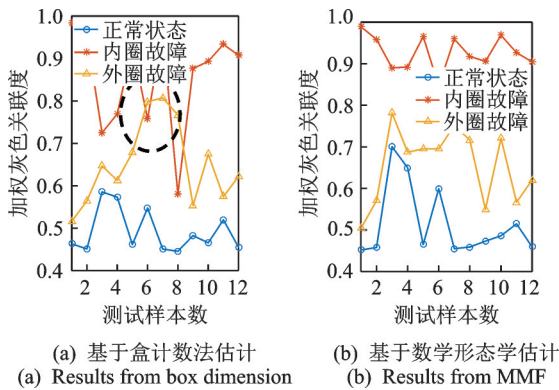 加权灰色关联度
1.0
0.9
0.8
0.7
0.6
0.5
0.4
正常状态
内圈故障
外圈故障
2 4 6 8 10 12
测试样本数
(a) 基于盒计数法估计
(a) Results from box dimension
加权灰色关联度
1.0
0.9
0.8
0.7
0.6
0.5
0.4
正常状态
内圈故障
外圈故障
2 4 6 8 10 12
测试样本数
(b) 基于数学形态学估计
(b) Results from MMF